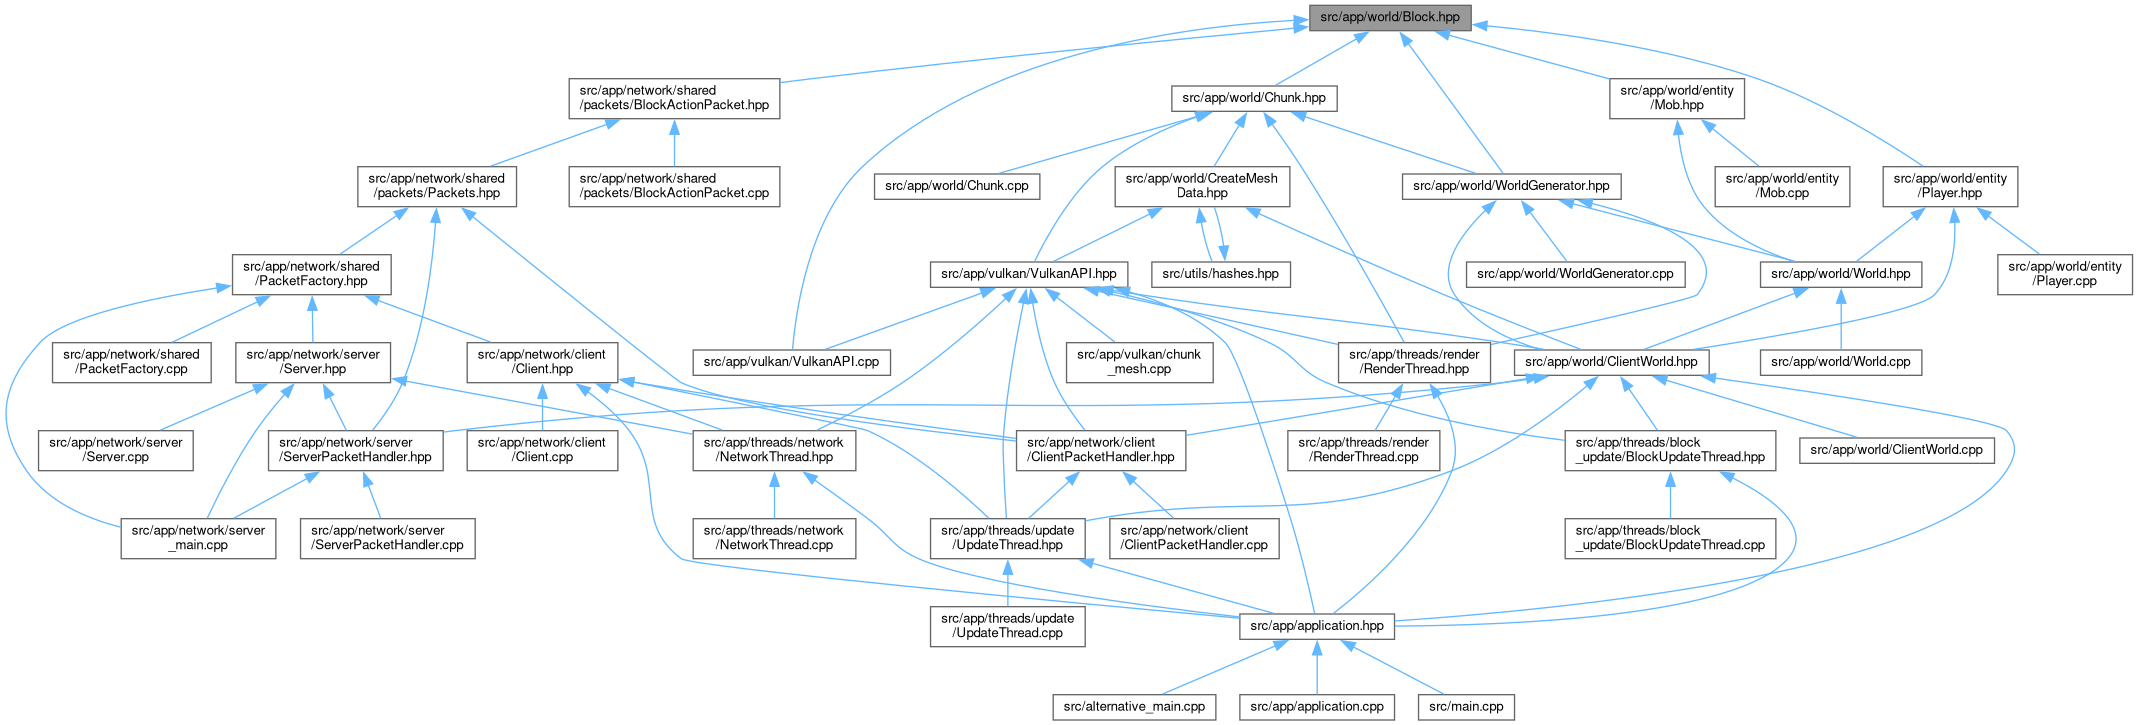 src/app/world/Block.hpp
src/app/network/shared
/packets/BlockActionPacket.hpp
src/app/world/Chunk.hpp
src/app/world/entity
/Mob.hpp
src/app/network/shared
/packets/Packets.hpp
src/app/network/shared
/packets/BlockActionPacket.cpp
src/app/world/Chunk.cpp
src/app/world/CreateMesh
Data.hpp
src/app/world/WorldGenerator.hpp
src/app/world/entity
/Mob.cpp
src/app/world/entity
/Player.hpp
src/app/network/shared
/PacketFactory.hpp
src/app/vulkan/VulkanAPI.hpp
src/utils/hashes.hpp
src/app/world/WorldGenerator.cpp
src/app/world/World.hpp
src/app/world/entity
/Player.cpp
src/app/network/shared
/PacketFactory.cpp
src/app/network/server
/Server.hpp
src/app/network/client
/Client.hpp
src/app/vulkan/VulkanAPI.cpp
src/app/vulkan/chunk
_mesh.cpp
src/app/threads/render
/RenderThread.hpp
src/app/world/ClientWorld.hpp
src/app/world/World.cpp
src/app/network/server
/Server.cpp
src/app/network/server
/ServerPacketHandler.hpp
src/app/network/client
/Client.cpp
src/app/threads/network
/NetworkThread.hpp
src/app/network/client
/ClientPacketHandler.hpp
src/app/threads/render
/RenderThread.cpp
src/app/threads/block
_update/BlockUpdateThread.hpp
src/app/world/ClientWorld.cpp
src/app/network/server
_main.cpp
src/app/network/server
/ServerPacketHandler.cpp
src/app/threads/network
/NetworkThread.cpp
src/app/threads/update
/UpdateThread.hpp
src/app/network/client
/ClientPacketHandler.cpp
src/app/threads/block
_update/BlockUpdateThread.cpp
src/app/threads/update
/UpdateThread.cpp
src/app/application.hpp
src/alternative_main.cpp
src/app/application.cpp
src/main.cpp